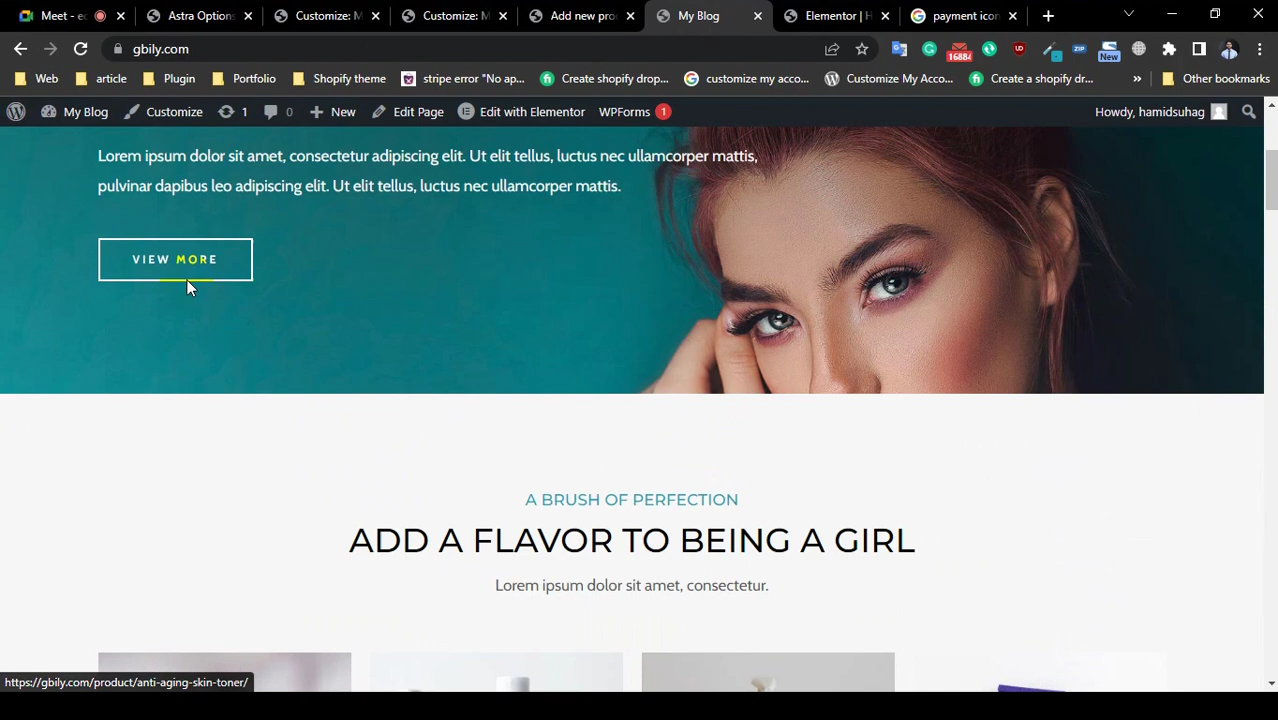 Meet - ec
Astra Options
Customize: M
Customize: M
Add new pro
My Blog
Elementor | H
payment icon
gbily.com
16884
New
Web
article
Plugin
Portfolio
Shopify theme
stripe error "No ap...
Create shopify drop...
customize my acco...
Customize My Acco...
Create a shopify dr...
»
Other bookmarks
My Blog
Customize
1
0
New
Edit Page
Edit with Elementor
WPForms 1
Howdy, hamidsuhag
Lorem ipsum dolor sit amet, consectetur adipiscing elit. Ut elit tellus, luctus nec ullamcorper mattis,
pulvinar dapibus leo adipiscing elit. Ut elit tellus, luctus nec ullamcorper mattis.
VIEW MORE
A BRUSH OF PERFECTION
ADD A FLAVOR TO BEING A GIRL
Lorem ipsum dolor sit amet, consectetur.
https://gbily.com/product/anti-aging-skin-toner/